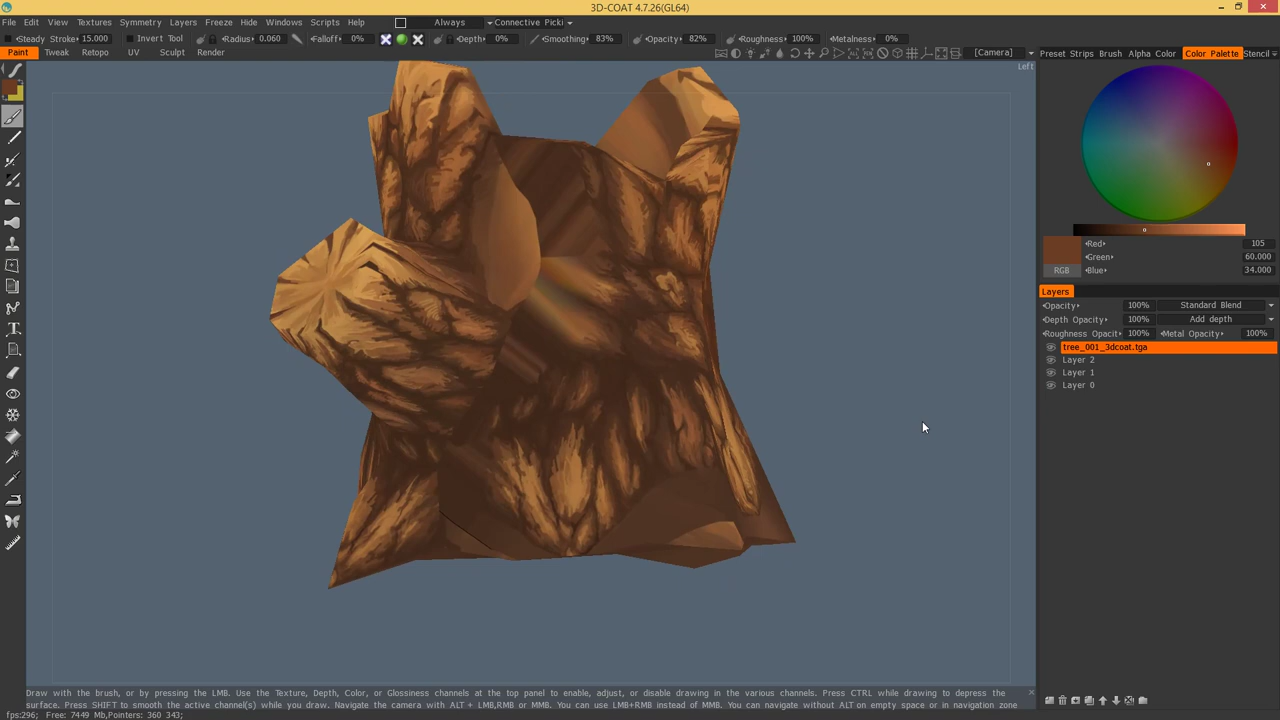 3D-COAT 4.7.26(GL64)
File Edit View Textures Symmetry Layers Freeze Hide Windows Scripts Help Always Connective Picki
Steady Stroke 15.000 Invert Tool Radius 0.060 Falloff 0% Depth 0% Smoothing 83% Opacity 82% Roughness 100% Metalness 0%
Paint Tweak Retopo UV Sculpt Render [Camera] Preset Strips Brush Alpha Color Color Palette Stencil
Left
Red 105
Green 60.000
RGB Blue 34.000
Layers
Opacity 100% Standard Blend
Depth Opacity 100% Add depth
Roughness Opacit 100% Metal Opacity 100%
tree_001_3dcoat.tga
Layer 2
Layer 1
Layer 0
Draw with the brush, or by pressing the LMB. Use the Texture, Depth, Color, or Glossiness channels at the top panel to enable, adjust, or disable drawing in the various channels. Press CTRL while drawing to depress the
surface. Press SHIFT to smooth the active channel(s) while you draw. Navigate the camera with ALT + LMB,RMB or MMB. You can use LMB+RMB instead of MMB. You can navigate without ALT on empty space or in navigation zone
fps:296; Free: 7449 Mb,Pointers: 360 343;